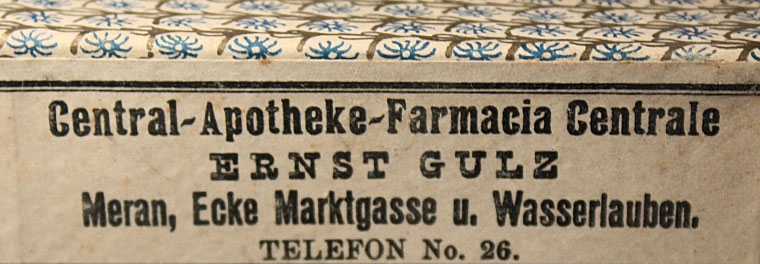 Central-Apotheke-Farmacia Centrale
ERNST GULZ
Meran, Ecke Marktgasse u. Wasserlauben.
TELEFON No. 26.